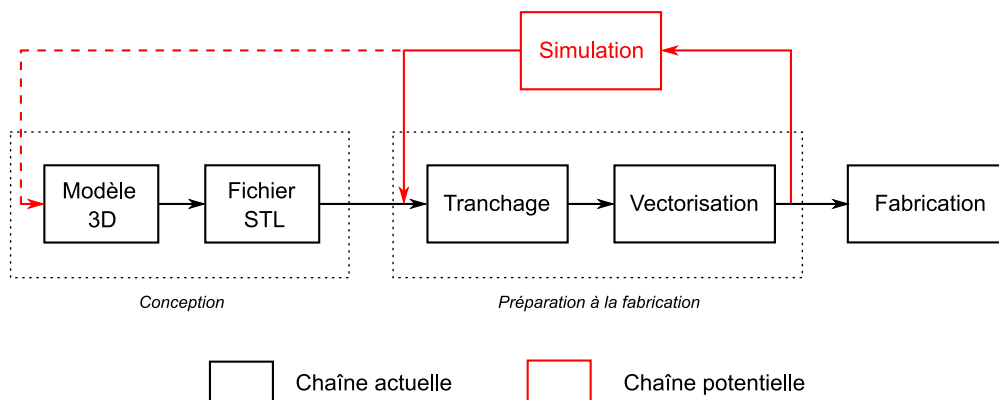 Simulation
Modèle
3D
Fichier
STL
Tranchage
Vectorisation
Fabrication
Conception
Préparation à la fabrication
Chaîne actuelle
Chaîne potentielle